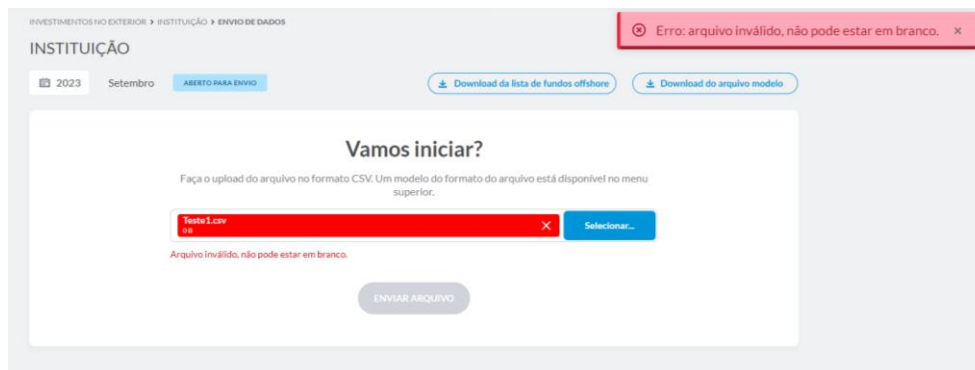 INVESTIMENTOS NO EXTERIOR > INSTITUIÇÃO > ENVIO DE DADOS
Erro: arquivo inválido, não pode estar em branco. ×
INSTITUIÇÃO
2023 Setembro ABERTO PARA ENVIO Download da lista de fundos offshore Download do arquivo modelo
Vamos iniciar?
Faça o upload do arquivo no formato CSV. Um modelo do formato do arquivo está disponível no menu
superior.
Teste1.csv
0 B
Selecionar...
Arquivo inválido, não pode estar em branco.
ENVIAR ARQUIVO